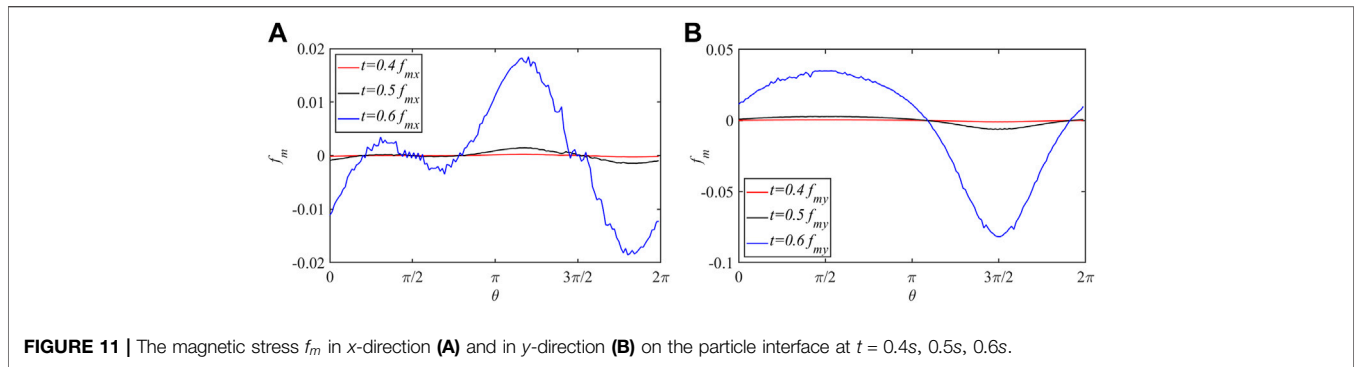 A
0.02
0.01
0
-0.01
-0.02
f_m
t=0.4 f_mx
t=0.5 f_mx
t=0.6 f_mx
0 π/2 π 3π/2 2π
θ
B
0.05
0
-0.05
-0.1
f_m
t=0.4 f_my
t=0.5 f_my
t=0.6 f_my
0 π/2 π 3π/2 2π
θ
FIGURE 11 | The magnetic stress f_m in x-direction (A) and in y-direction (B) on the particle interface at t = 0.4s, 0.5s, 0.6s.